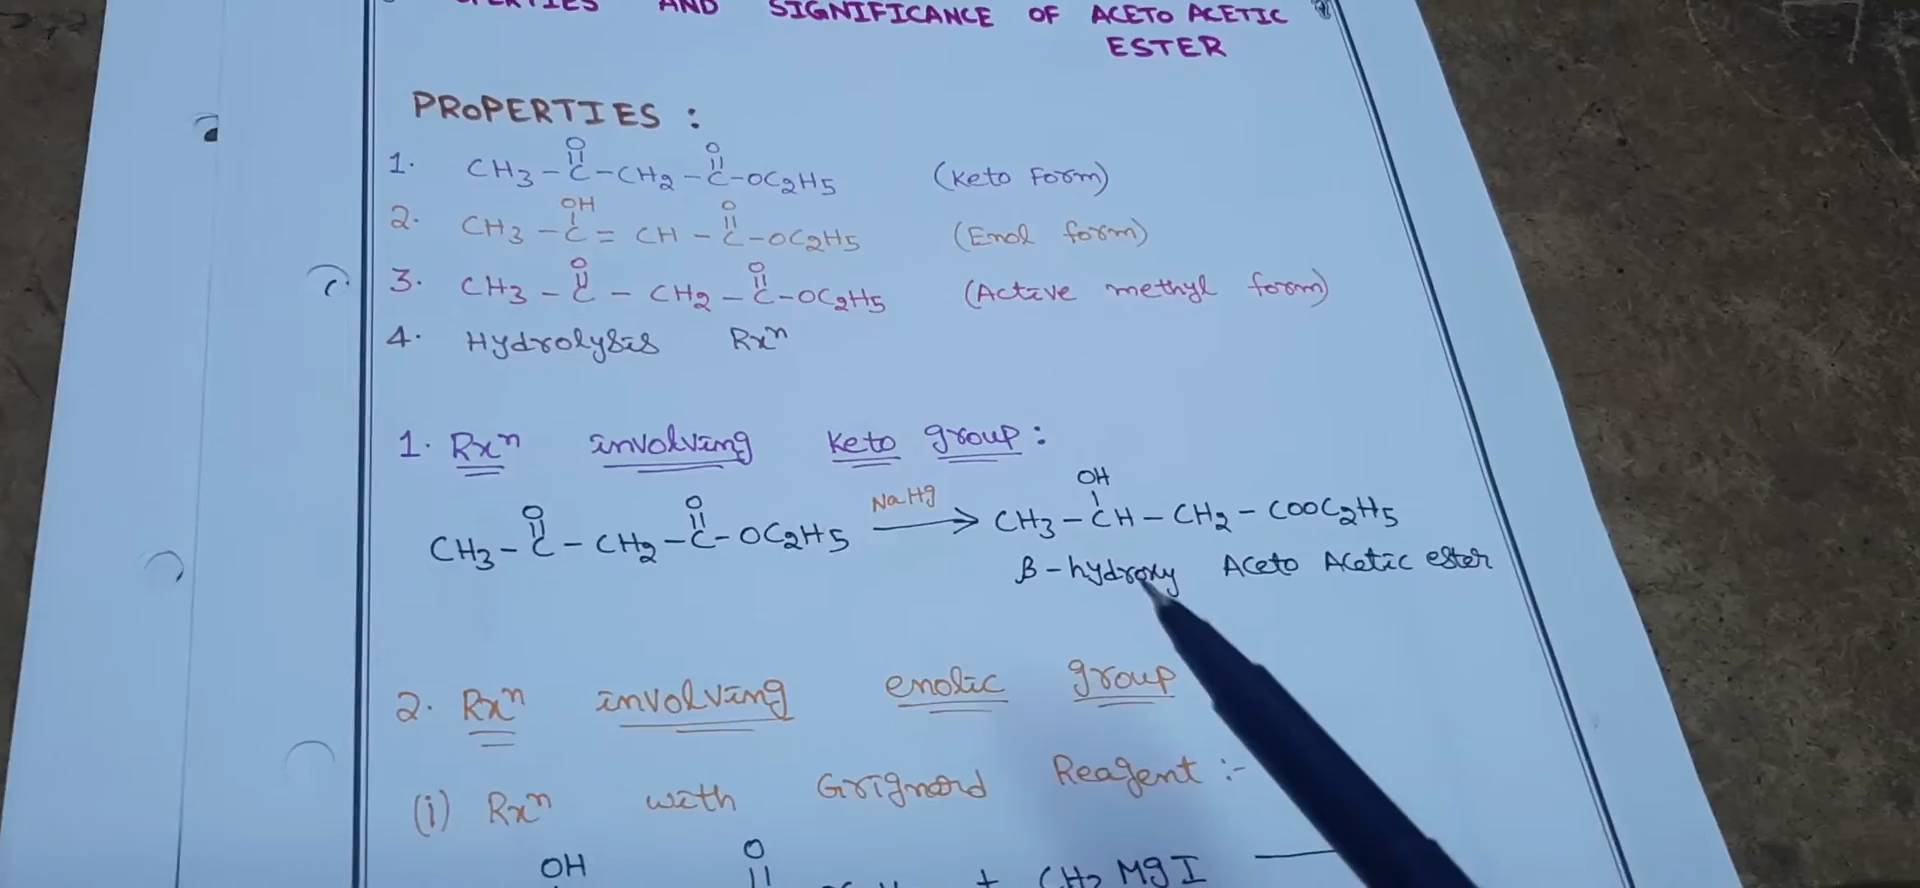 AND SIGNIFICANCE OF ACETO ACETIC
ESTER
PROPERTIES :
1. CH3 - C(=O) - CH2 - C(=O) - OC2H5 (Keto Form)
2. CH3 - C(OH) = CH - C(=O) - OC2H5 (Enol form)
3. CH3 - C(=O) - CH2 - C(=O) - OC2H5 (Active methyl form)
4. Hydrolysis Rxn
1. Rxn involving keto group :
CH3 - C(=O) - CH2 - C(=O) - OC2H5 NaHg → CH3 - CH(OH) - CH2 - COOC2H5
β - hydroxy Aceto Acetic ester
2. Rxn involving enolic group
(i) Rxn with Grignard Reagent :-
OH O
+ CH3 MgI